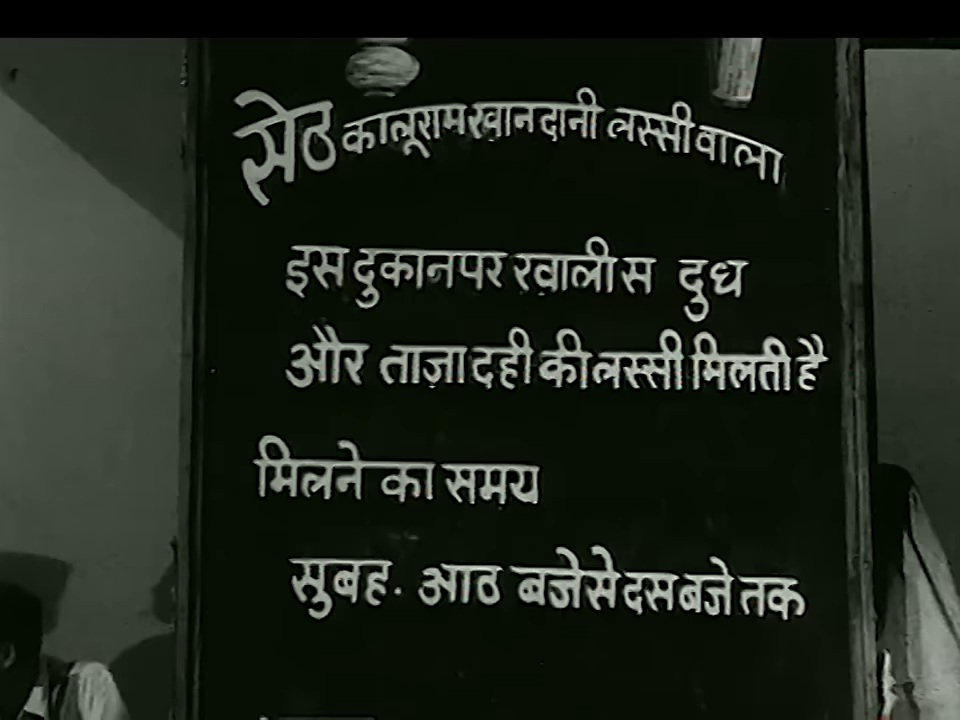 सेठ कालूराम खानदानी लस्सीवाला
इस दुकानपर खालीस दुध
और ताज़ा दही की लस्सी मिलती है
मिलने का समय
सुबह. आठ बजेसे दस बजे तक